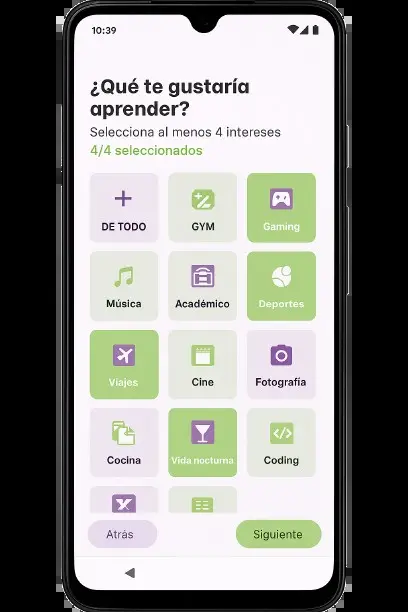 10:39
¿Qué te gustaría
aprender?
Selecciona al menos 4 intereses
4/4 seleccionados
DE TODO GYM Gaming
Música Académico Deportes
Viajes Cine Fotografía
Cocina Vida nocturna Coding
Atrás Siguiente